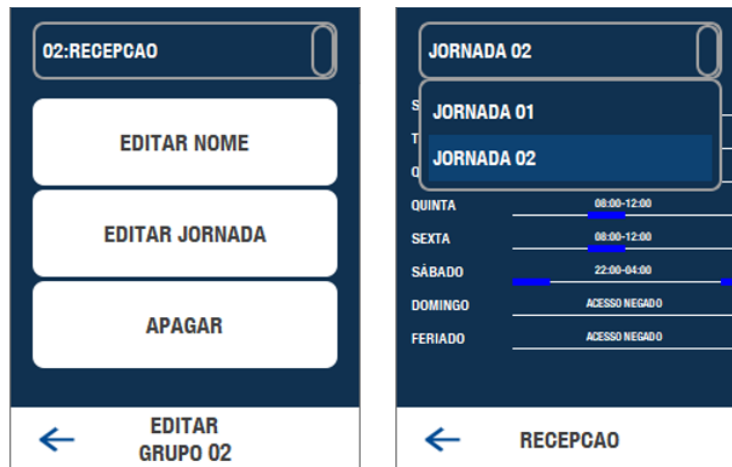 02:RECEPCAO
EDITAR NOME
EDITAR JORNADA
APAGAR
EDITAR
GRUPO 02
JORNADA 02
JORNADA 01
JORNADA 02
QUINTA 08:00-12:00
SEXTA 08:00-12:00
SÁBADO 22:00-04:00
DOMINGO ACESSO NEGADO
FERIADO ACESSO NEGADO
RECEPCAO